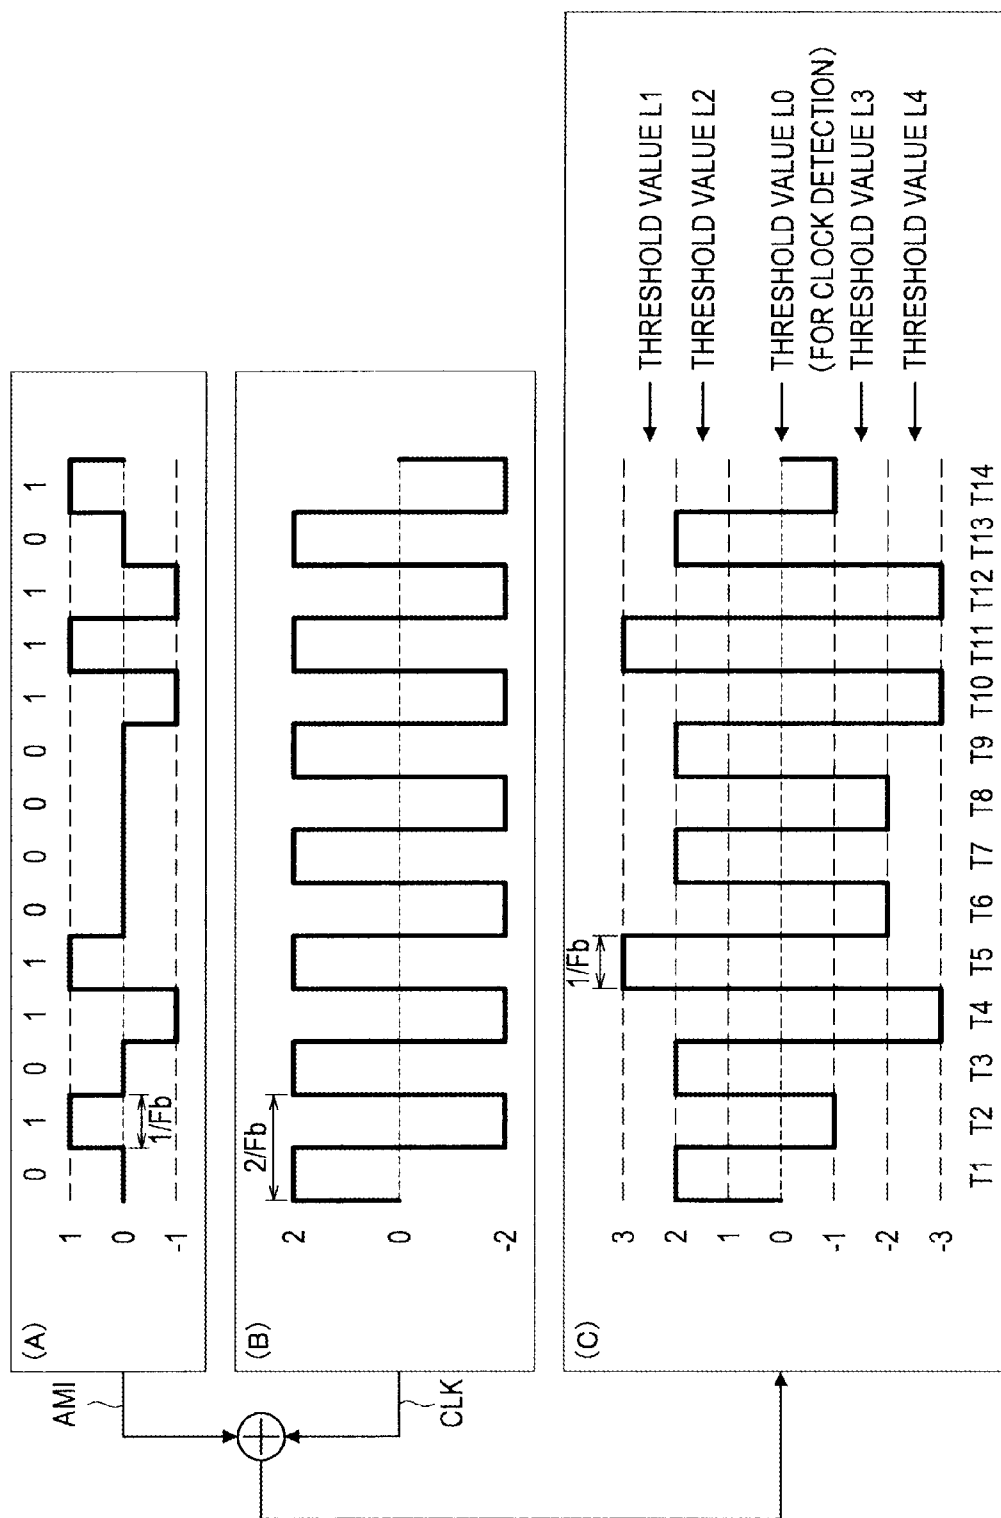 (A)
AMI
0 1 0 1 1 0 0 0 0 1 1 1 0 1
1
0
-1
1/Fb
(B)
CLK
2/Fb
2
0
-2
(C)
1/Fb
3
2
1
0
-1
-2
-3
T1 T2 T3 T4 T5 T6 T7 T8 T9 T10 T11 T12 T13 T14
THRESHOLD VALUE L1
THRESHOLD VALUE L2
THRESHOLD VALUE L0
(FOR CLOCK DETECTION)
THRESHOLD VALUE L3
THRESHOLD VALUE L4